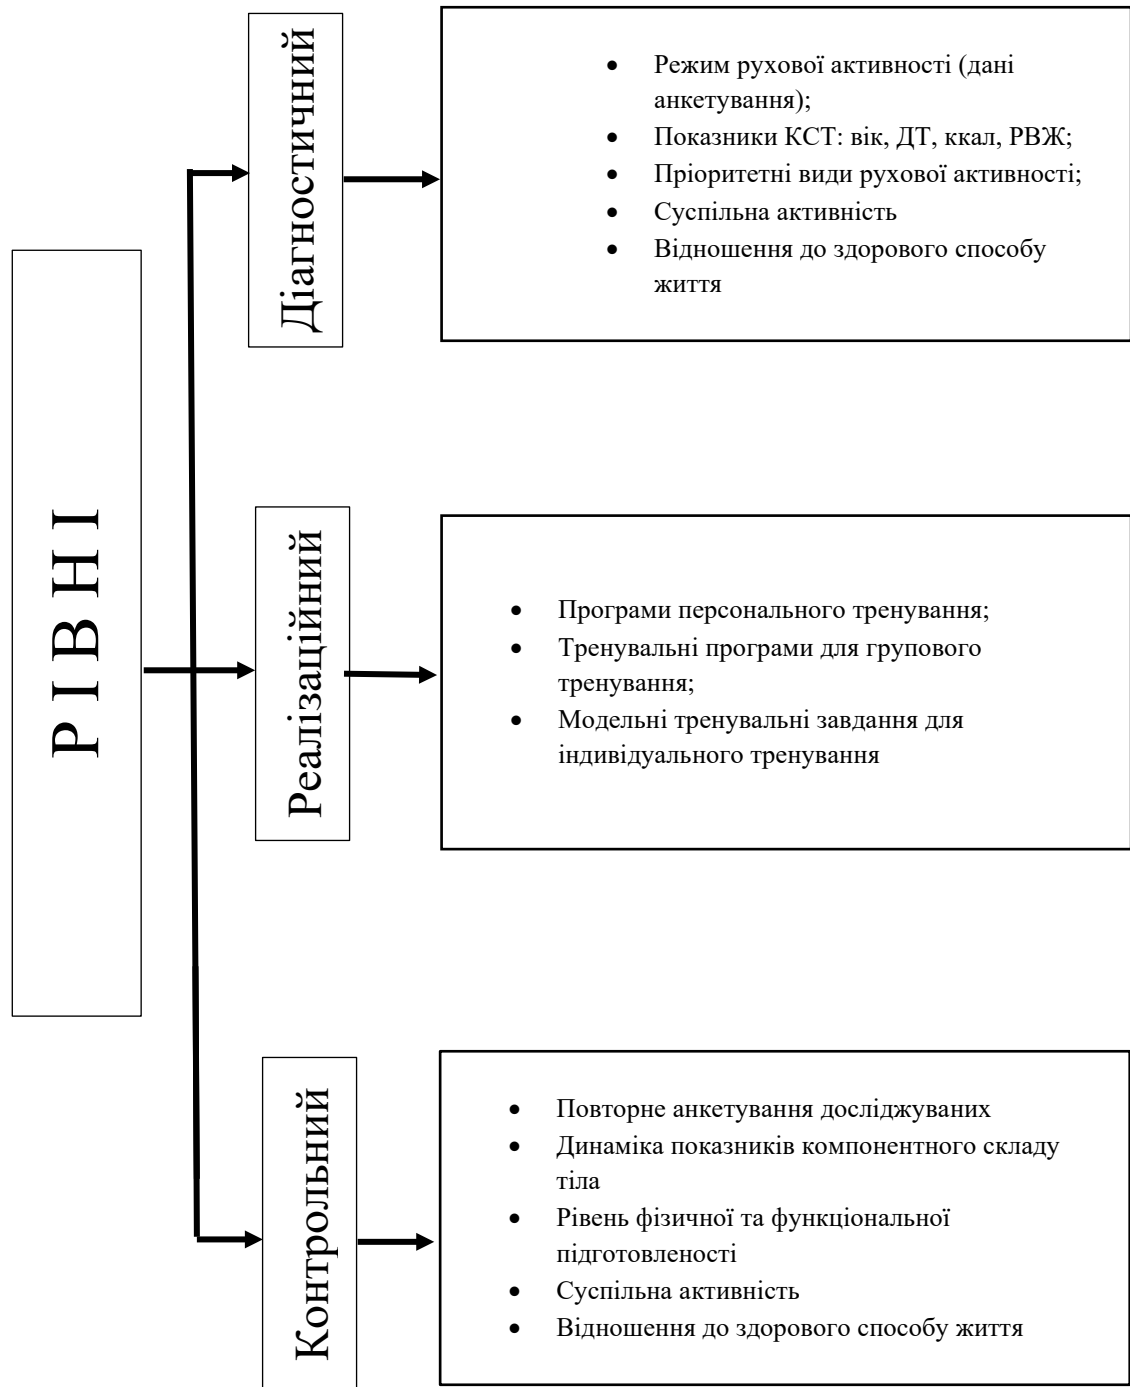 РІВНІ
Діагностичний
• Режим рухової активності (дані
анкетування);
• Показники КСТ: вік, ДТ, ккал, РВЖ;
• Пріоритетні види рухової активності;
• Суспільна активність
• Відношення до здорового способу
життя
Реалізаційний
• Програми персонального тренування;
• Тренувальні програми для групового
тренування;
• Модельні тренувальні завдання для
індивідуального тренування
Контрольний
• Повторне анкетування досліджуваних
• Динаміка показників компонентного складу
тіла
• Рівень фізичної та функціональної
підготовленості
• Суспільна активність
• Відношення до здорового способу життя